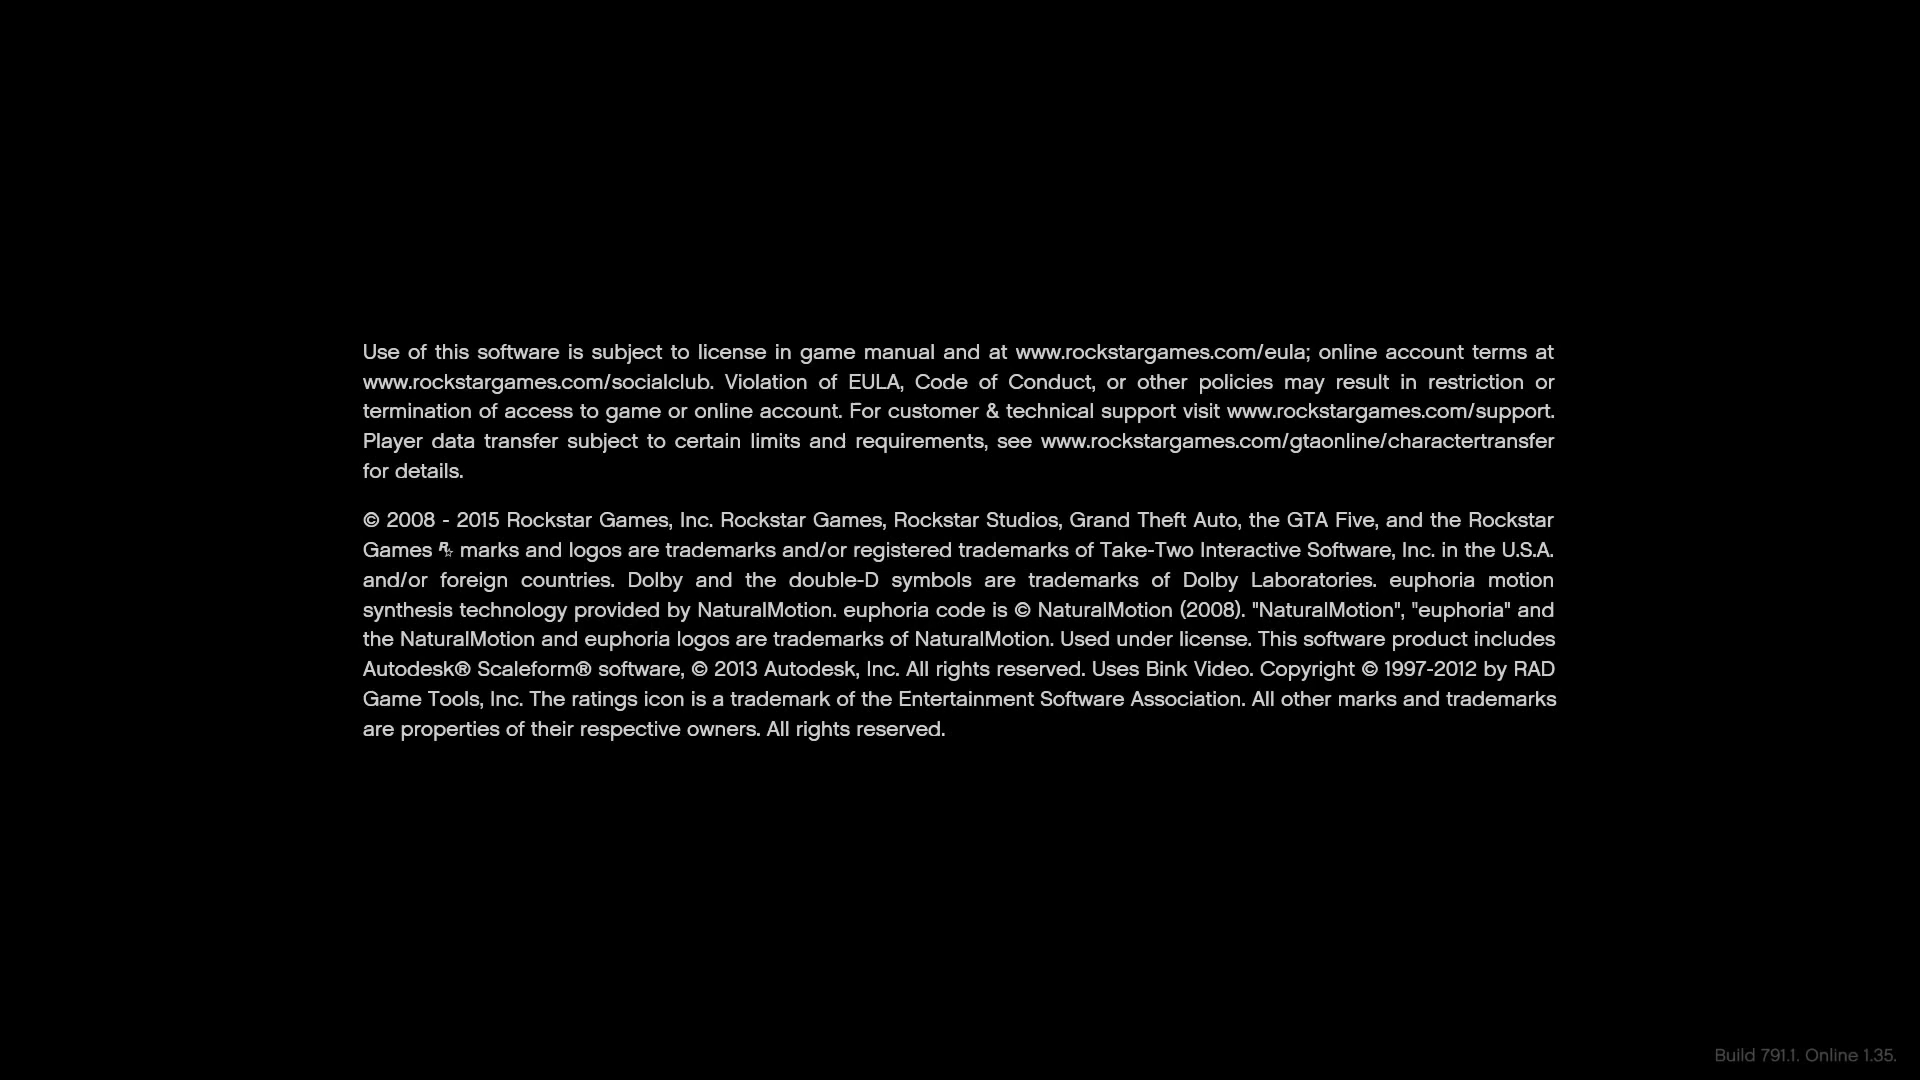 Use of this software is subject to license in game manual and at www.rockstargames.com/eula; online account terms at
www.rockstargames.com/socialclub. Violation of EULA, Code of Conduct, or other policies may result in restriction or
termination of access to game or online account. For customer & technical support visit www.rockstargames.com/support.
Player data transfer subject to certain limits and requirements, see www.rockstargames.com/gtaonline/charactertransfer
for details.
© 2008 - 2015 Rockstar Games, Inc. Rockstar Games, Rockstar Studios, Grand Theft Auto, the GTA Five, and the Rockstar
Games R* marks and logos are trademarks and/or registered trademarks of Take-Two Interactive Software, Inc. in the U.S.A.
and/or foreign countries. Dolby and the double-D symbols are trademarks of Dolby Laboratories. euphoria motion
synthesis technology provided by NaturalMotion. euphoria code is © NaturalMotion (2008). "NaturalMotion", "euphoria" and
the NaturalMotion and euphoria logos are trademarks of NaturalMotion. Used under license. This software product includes
Autodesk® Scaleform® software, © 2013 Autodesk, Inc. All rights reserved. Uses Bink Video. Copyright © 1997-2012 by RAD
Game Tools, Inc. The ratings icon is a trademark of the Entertainment Software Association. All other marks and trademarks
are properties of their respective owners. All rights reserved.
Build 791.1. Online 1.35.